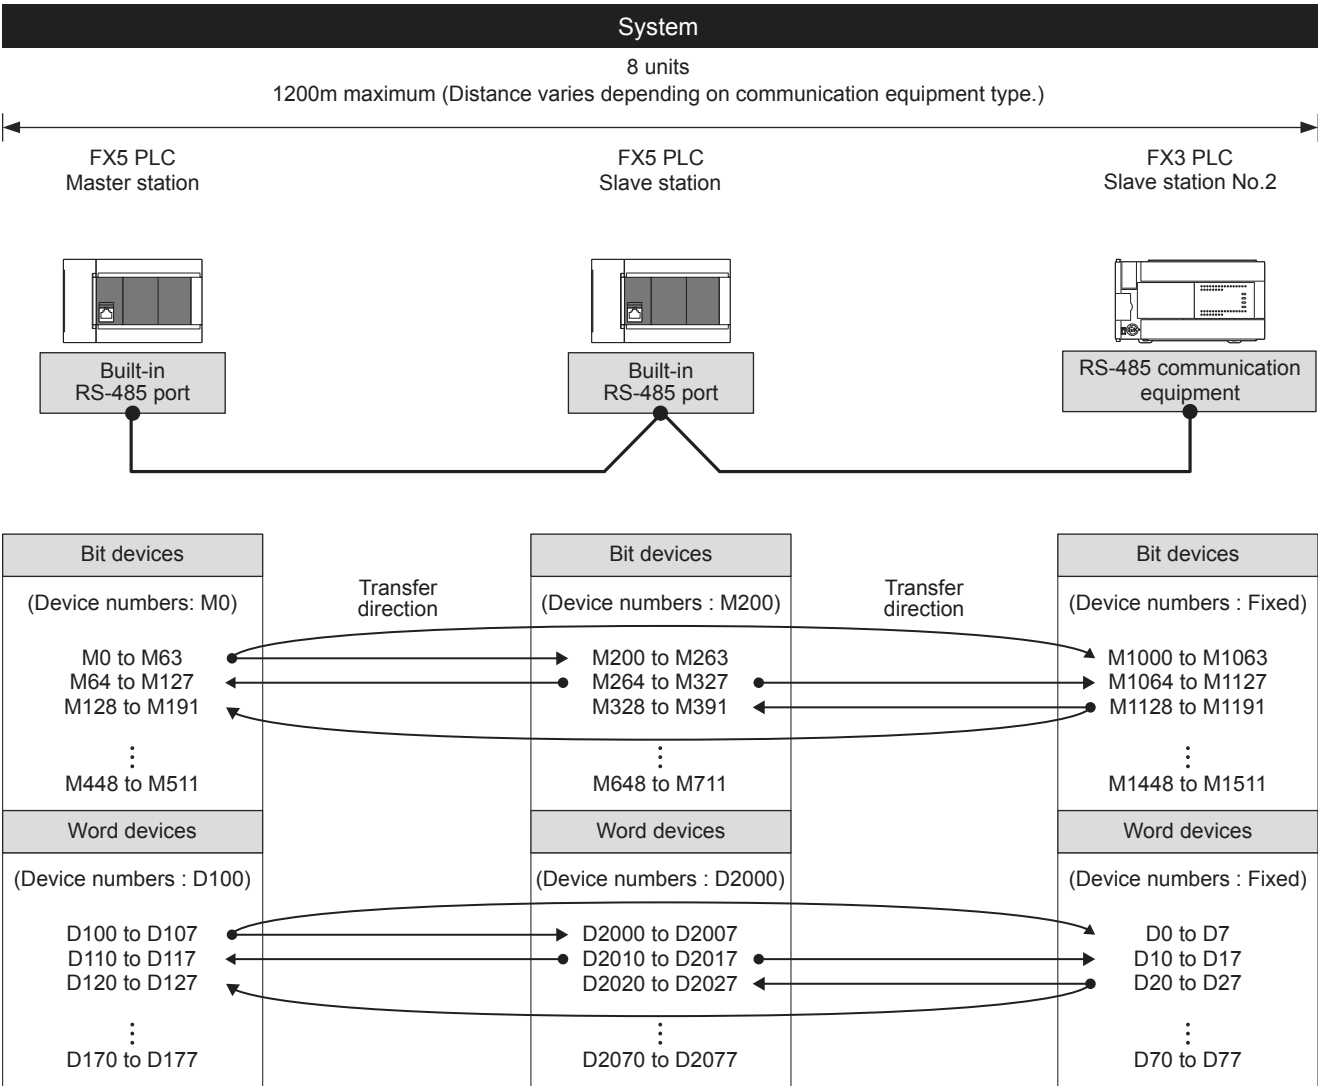 System
8 units
1200m maximum (Distance varies depending on communication equipment type.)
FX5 PLC
Master station
FX5 PLC
Slave station
FX3 PLC
Slave station No.2
Built-in
RS-485 port
Built-in
RS-485 port
RS-485 communication
equipment
Bit devices
(Device numbers: M0)
M0 to M63
M64 to M127
M128 to M191
M448 to M511
Transfer
direction
Bit devices
(Device numbers : M200)
M200 to M263
M264 to M327
M328 to M391
M648 to M711
Transfer
direction
Bit devices
(Device numbers : Fixed)
M1000 to M1063
M1064 to M1127
M1128 to M1191
M1448 to M1511
Word devices
(Device numbers : D100)
D100 to D107
D110 to D117
D120 to D127
D170 to D177
Word devices
(Device numbers : D2000)
D2000 to D2007
D2010 to D2017
D2020 to D2027
D2070 to D2077
Word devices
(Device numbers : Fixed)
D0 to D7
D10 to D17
D20 to D27
D70 to D77